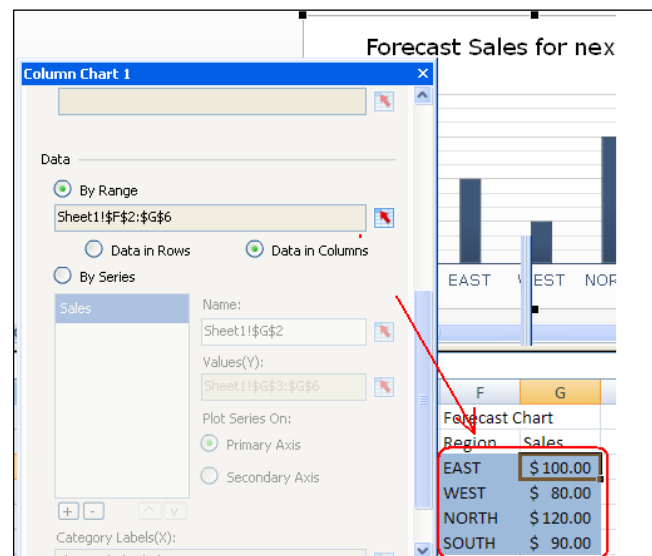 Forecast Sales for nex
Column Chart 1
Data
By Range
Sheet1!$F$2:$G$6
Data in Rows
Data in Columns
By Series
Sales
Name:
Sheet1!$G$2
Values(Y):
Sheet1!$G$3:$G$6
Plot Series On:
Primary Axis
Secondary Axis
+ - ^ v
Category Labels(X):
EAST WEST NOR
F G
Forecast Chart
Region Sales
EAST $100.00
WEST $ 80.00
NORTH $120.00
SOUTH $ 90.00